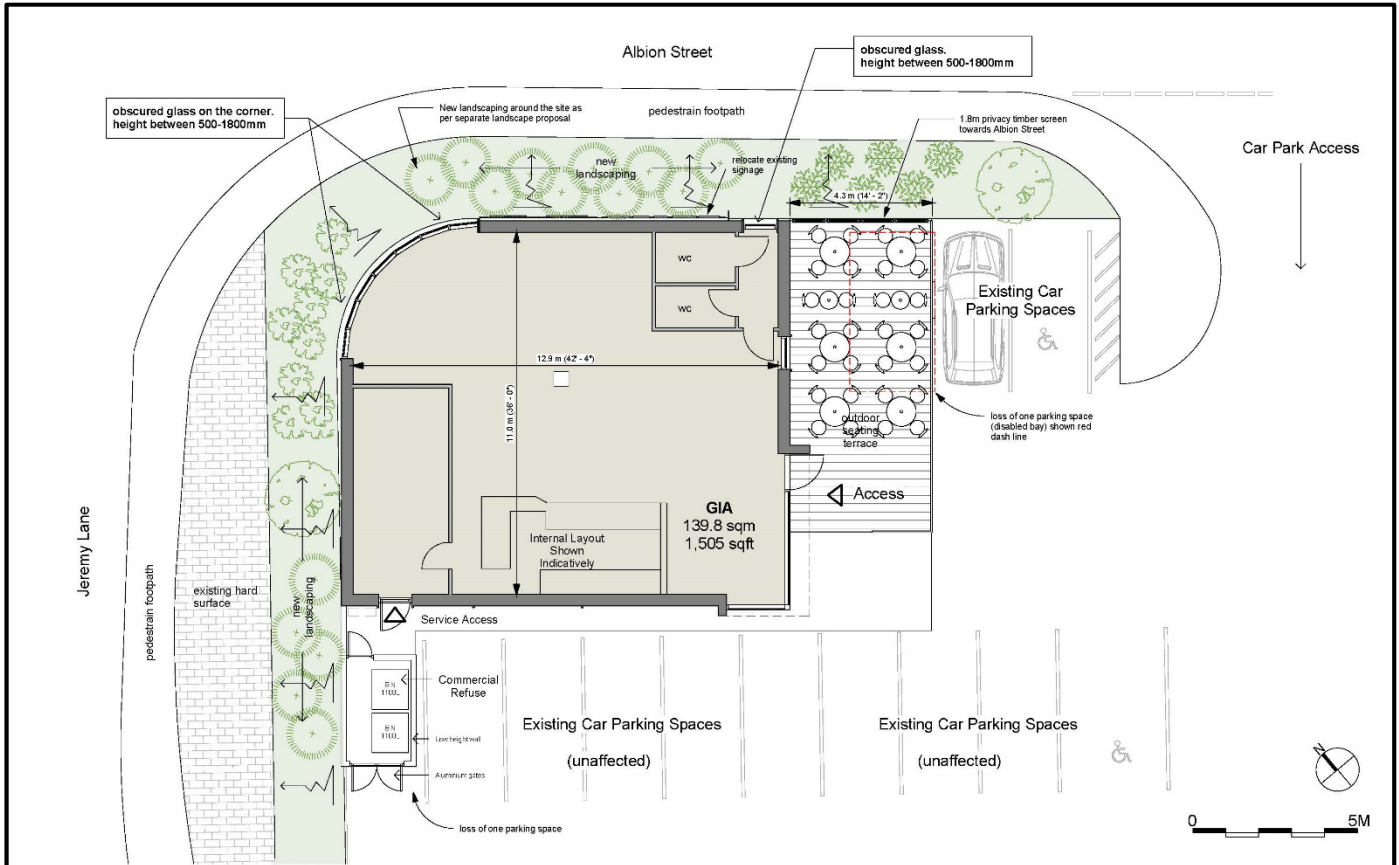 Albion Street
obscured glass.
height between 500-1800mm
obscured glass on the corner.
height between 500-1800mm
New landscaping around the site as
per separate landscape proposal
pedestrain footpath
1.8m privacy timber screen
towards Albion Street
Car Park Access
new
landscaping
relocate existing
signage
4.3 m (14' - 2")
wc
wc
Existing Car
Parking Spaces
12.9 m (42' - 4")
11.0 m (36' - 0")
outdoor
seating
terrace
loss of one parking space
(disabled bay) shown red
dash line
Access
GIA
139.8 sqm
1,505 sqft
Internal Layout
Shown
Indicatively
Jeremy Lane
pedestrian footpath
existing hard
surface
new
landscaping
Service Access
Commercial
Refuse
BIN
1100L
BIN
1100L
Low height wall
Aluminium gates
loss of one parking space
Existing Car Parking Spaces
(unaffected)
Existing Car Parking Spaces
(unaffected)
N
0 5M